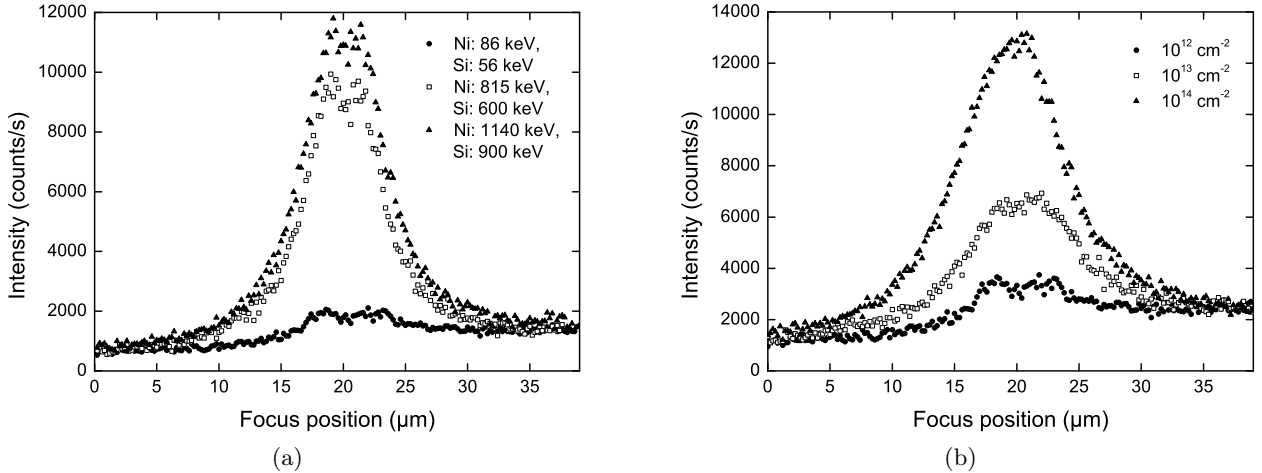 12000
10000
8000
6000
4000
2000
0
0 5 10 15 20 25 30 35
Intensity (counts/s)
Focus position (µm)
Ni: 86 keV,
Si: 56 keV
Ni: 815 keV,
Si: 600 keV
Ni: 1140 keV,
Si: 900 keV
(a)
14000
12000
10000
8000
6000
4000
2000
0
0 5 10 15 20 25 30 35
Intensity (counts/s)
Focus position (µm)
10¹² cm⁻²
10¹³ cm⁻²
10¹⁴ cm⁻²
(b)